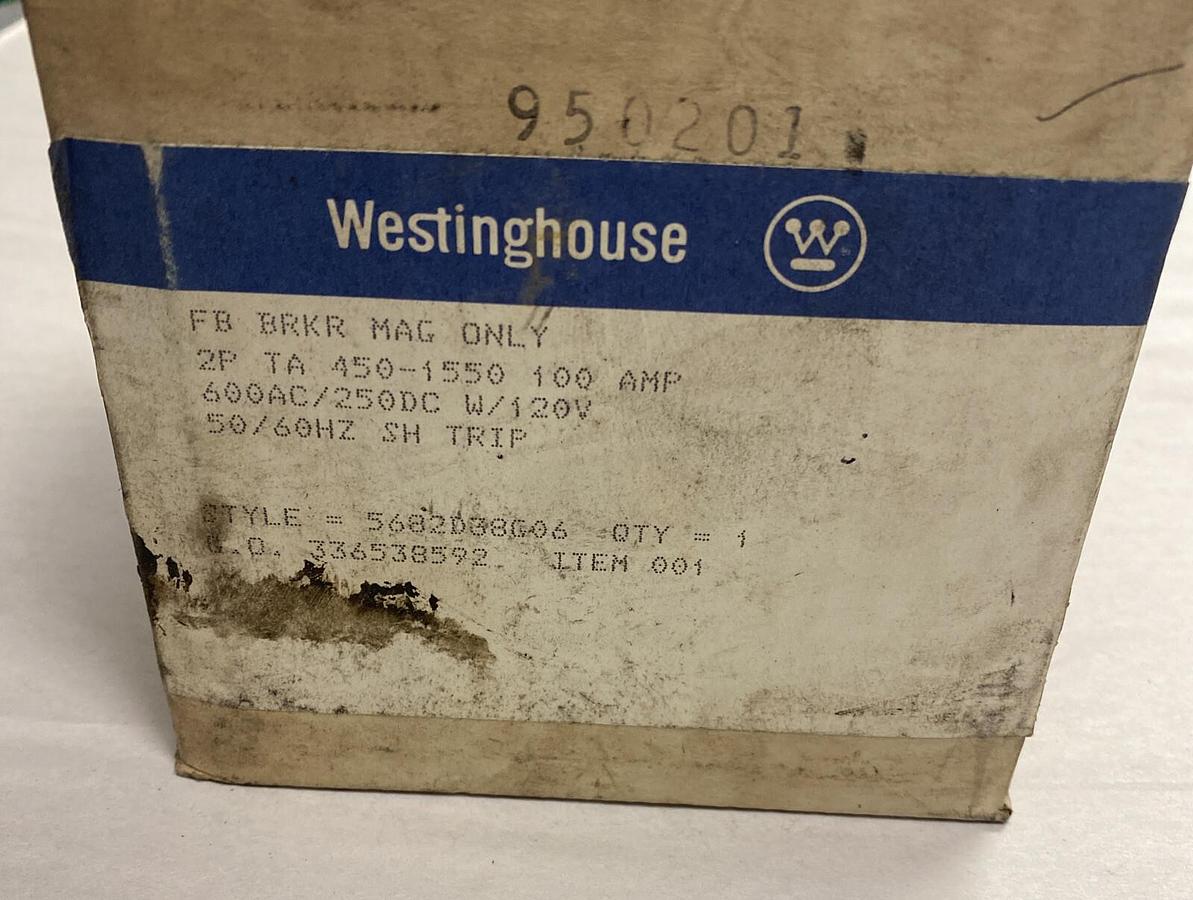 950201
Westinghouse
FB BRKR MAG ONLY
2P TA 450-1550 100 AMP
600AC/250DC W/120V
50/60HZ SH TRIP
STYLE = 5682D88G06 QTY = 1
336538592 ITEM 001